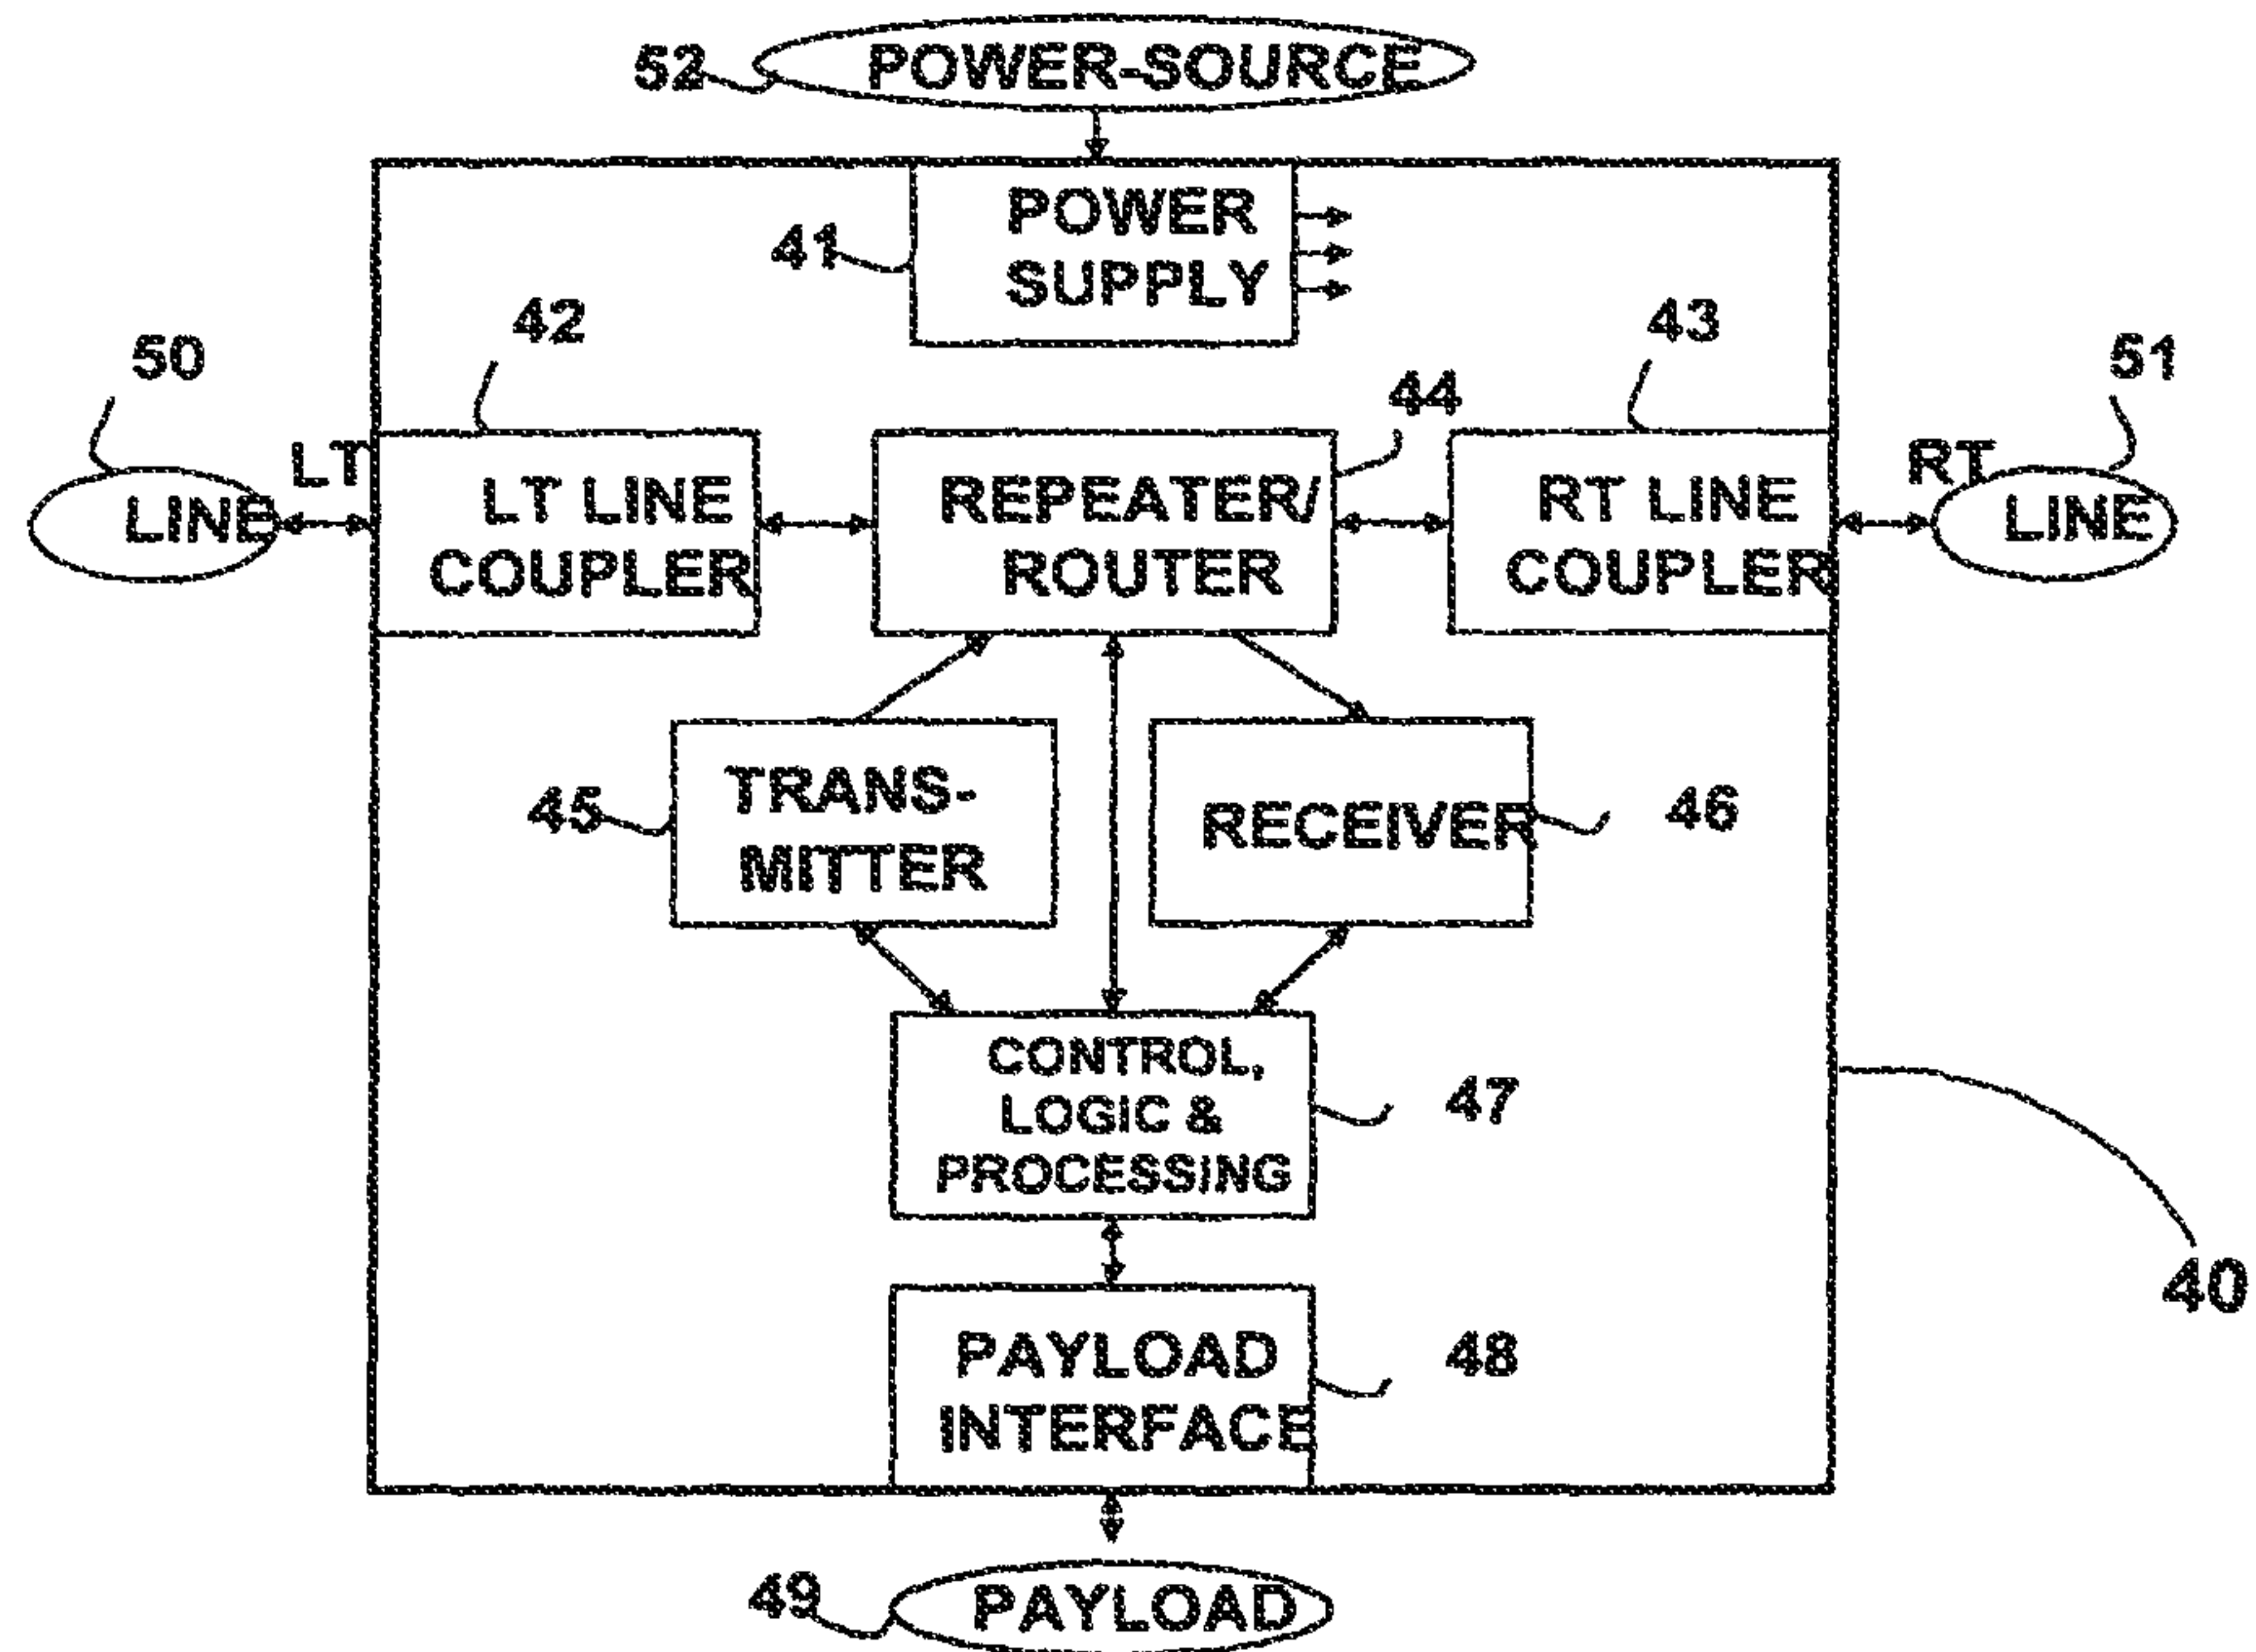 52 POWER-SOURCE
41 POWER
SUPPLY
42
43
50
51
44
LT
RT
LINE
LT LINE
COUPLER
REPEATER/
ROUTER
RT LINE
COUPLER
LINE
45
TRANS-
MITTER
RECEIVER
46
CONTROL,
LOGIC &
PROCESSING
47
40
PAYLOAD
INTERFACE
48
49 PAYLOAD